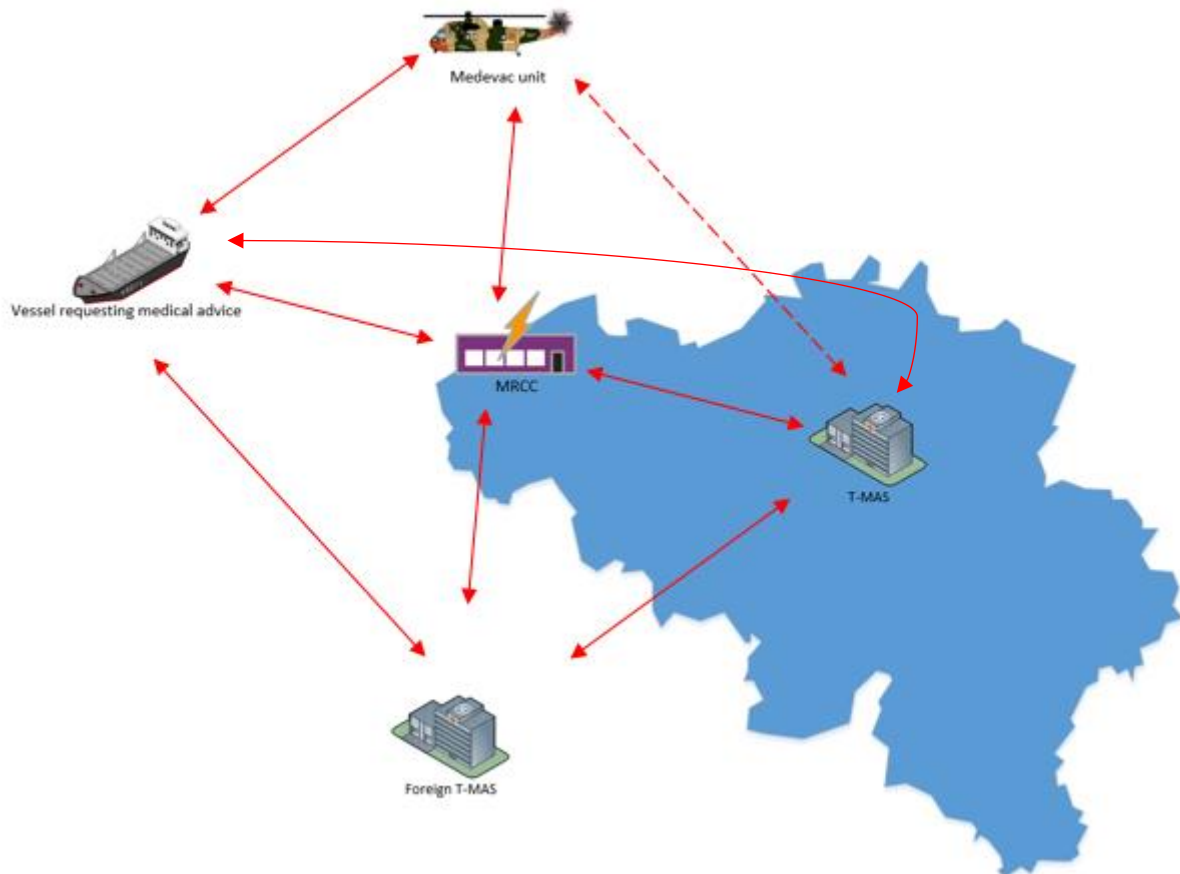 Medevac unit
Vessel requesting medical advice
MRCC
T-MAS
Foreign T-MAS